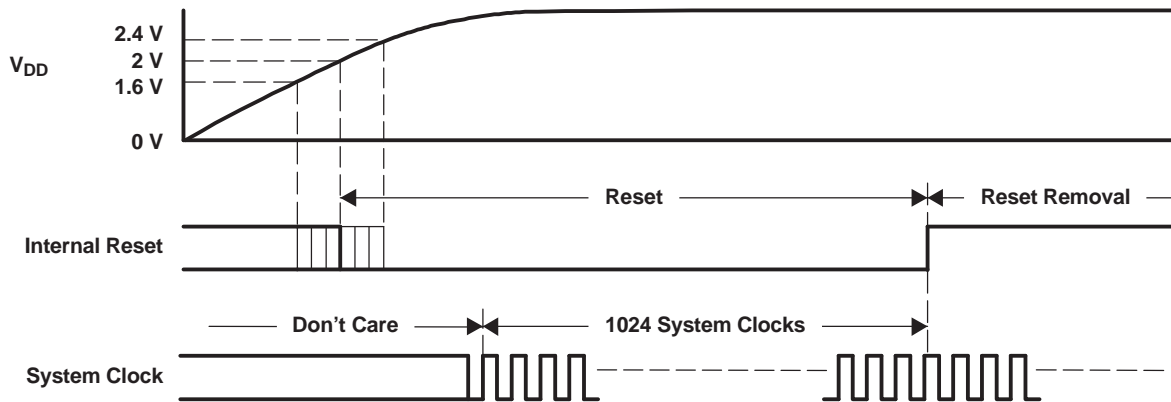 2.4 V
V_DD
2 V
1.6 V
0 V
Reset
Reset Removal
Internal Reset
Don't Care
1024 System Clocks
System Clock